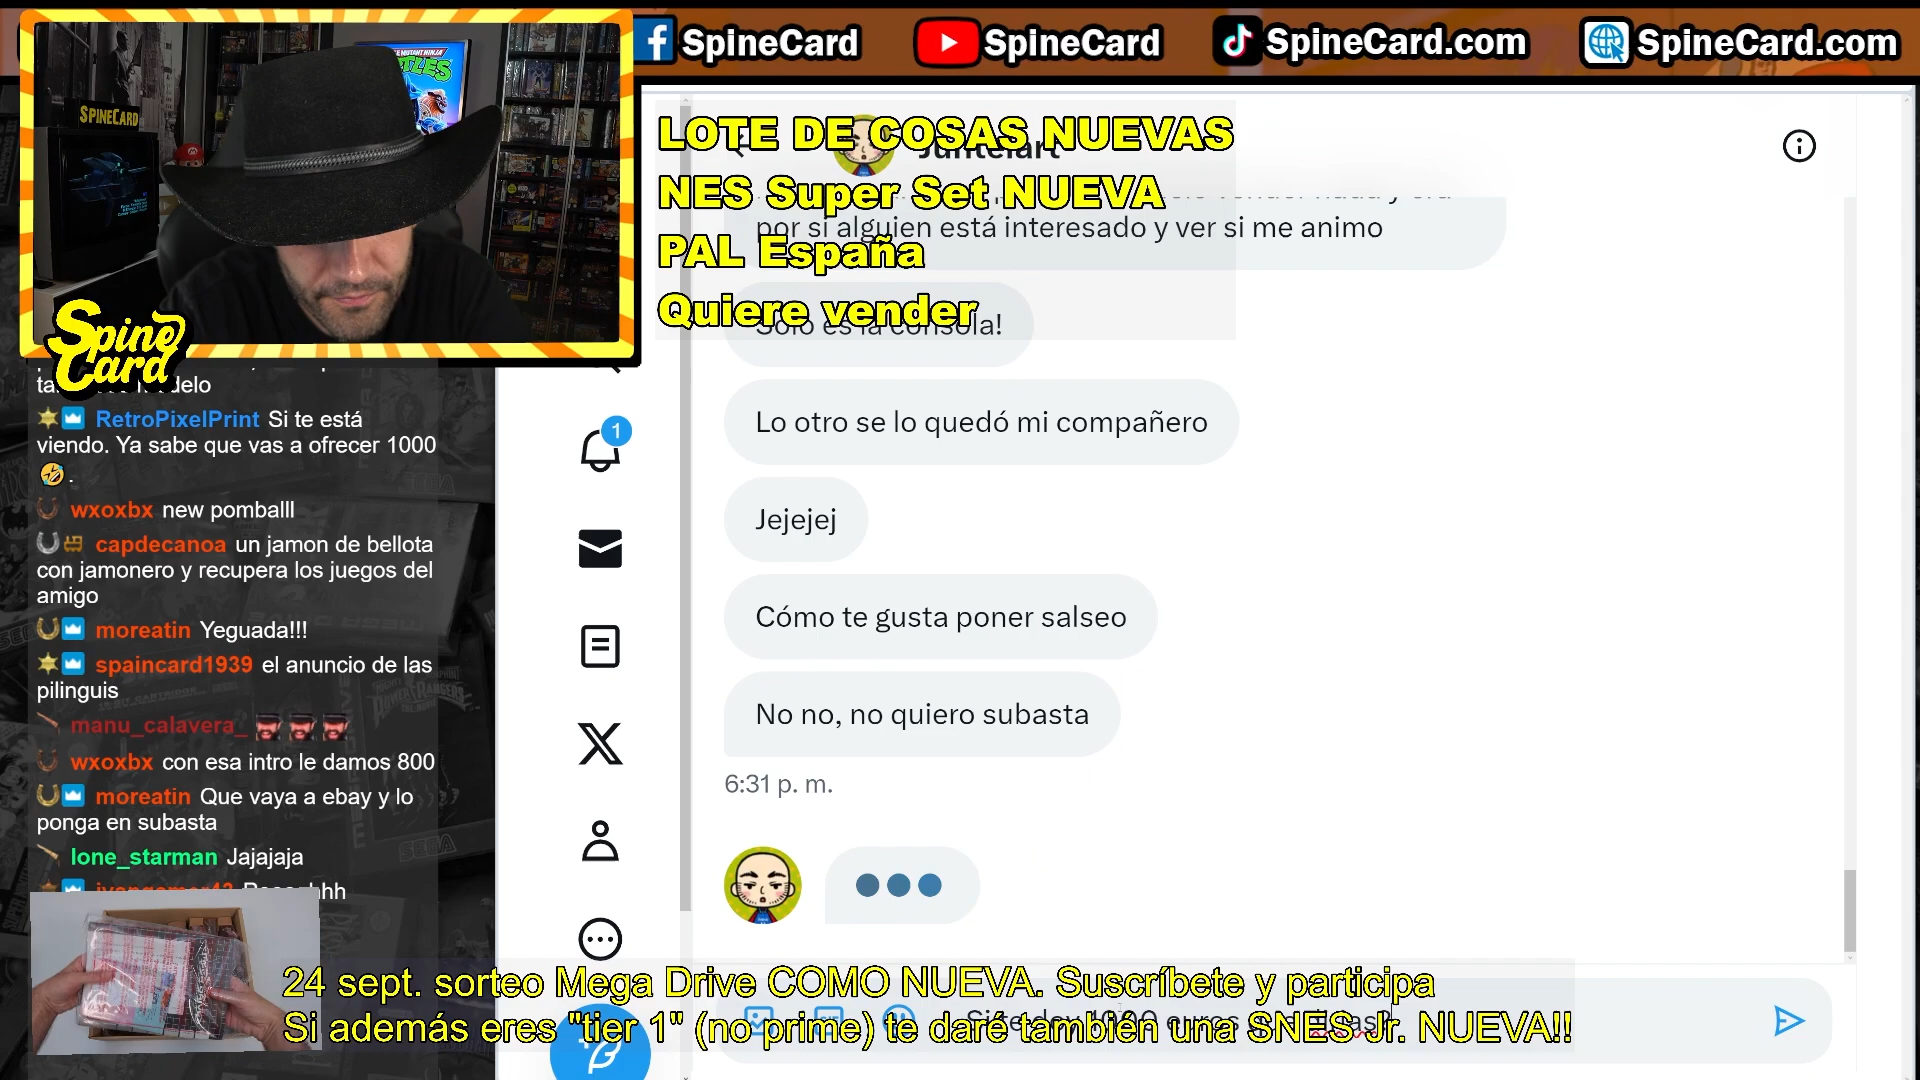 SpineCard
SpineCard
SpineCard.com
SpineCard.com
SPINECARD
TLES
Spine
Card
LOTE DE COSAS NUEVAS
NES Super Set NUEVA
PAL España
Quiere vender
Juntelart
por si alguien está interesado y ver si me animo
Solo es la consola!
Lo otro se lo quedó mi compañero
Jejejej
Cómo te gusta poner salseo
No no, no quiero subasta
6:31 p. m.
1
delo
RetroPixelPrint Si te está
viendo. Ya sabe que vas a ofrecer 1000
.
wxoxbx new pomballl
capdecanoa un jamon de bellota
con jamonero y recupera los juegos del
amigo
moreatin Yeguada!!!
spaincard1939 el anuncio de las
pilinguis
manu_calavera_
wxoxbx con esa intro le damos 800
moreatin Que vaya a ebay y lo
ponga en subasta
lone_starman Jajajaja
24 sept. sorteo Mega Drive COMO NUEVA. Suscríbete y participa
Si además eres "tier 1" (no prime) te daré también una SNES Jr. NUEVA!!